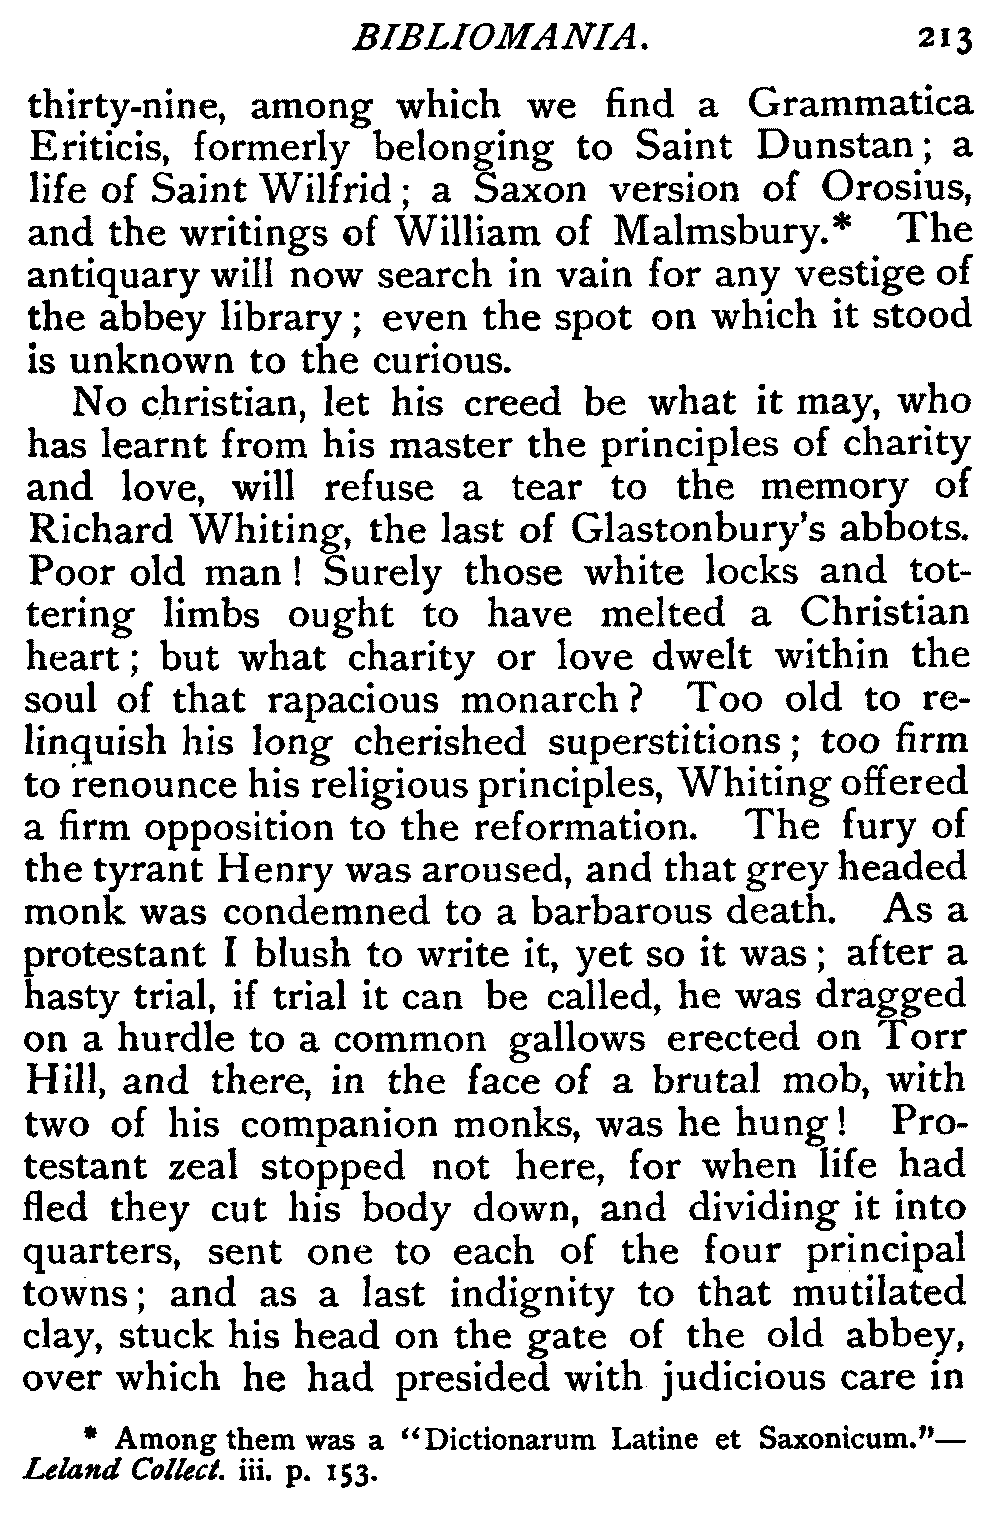 BIBLIOMANIA. 213
thirty-nine, among which we find a Grammatica
Eriticis, formerly belonging to Saint Dunstan; a
life of Saint Wilfrid; a Saxon version of Orosius,
and the writings of William of Malmsbury.* The
antiquary will now search in vain for any vestige of
the abbey library; even the spot on which it stood
is unknown to the curious.
No christian, let his creed be what it may, who
has learnt from his master the principles of charity
and love, will refuse a tear to the memory of
Richard Whiting, the last of Glastonbury's abbots.
Poor old man! Surely those white locks and tot-
tering limbs ought to have melted a Christian
heart; but what charity or love dwelt within the
soul of that rapacious monarch? Too old to re-
linquish his long cherished superstitions; too firm
to renounce his religious principles, Whiting offered
a firm opposition to the reformation. The fury of
the tyrant Henry was aroused, and that grey headed
monk was condemned to a barbarous death. As a
protestant I blush to write it, yet so it was; after a
hasty trial, if trial it can be called, he was dragged
on a hurdle to a common gallows erected on Torr
Hill, and there, in the face of a brutal mob, with
two of his companion monks, was he hung! Pro-
testant zeal stopped not here, for when life had
fled they cut his body down, and dividing it into
quarters, sent one to each of the four principal
towns; and as a last indignity to that mutilated
clay, stuck his head on the gate of the old abbey,
over which he had presided with judicious care in
* Among them was a "Dictionarum Latine et Saxonicum."—
Leland Collect. iii. p. 153.